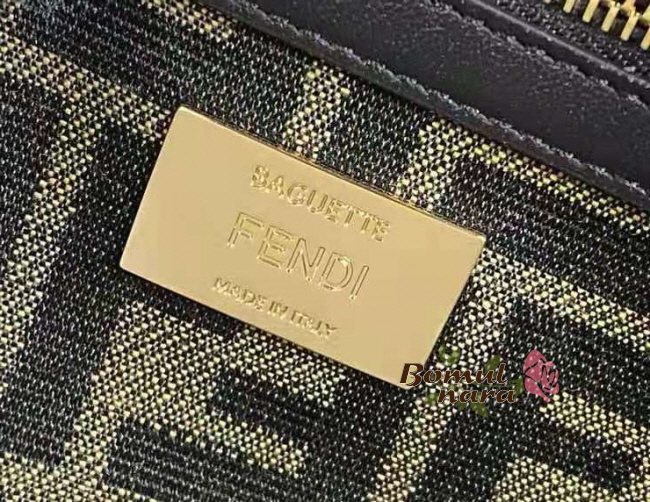 BAGUETTE
FENDI
MADE IN ITALY
Bomul
nara